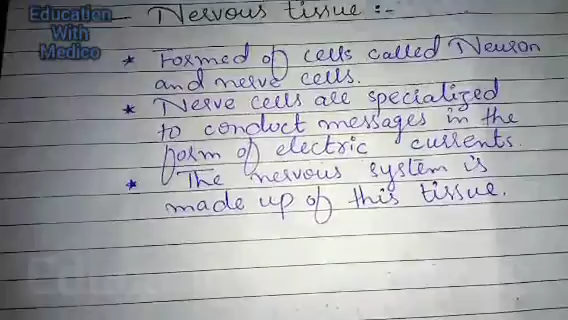 Education
With
Medico
Nervous tissue :-
* Formed of cells called Neuron
and nerve cells.
* Nerve cells are specialized
to conduct messages in the
form of electric currents.
* The nervous system is
made up of this tissue.